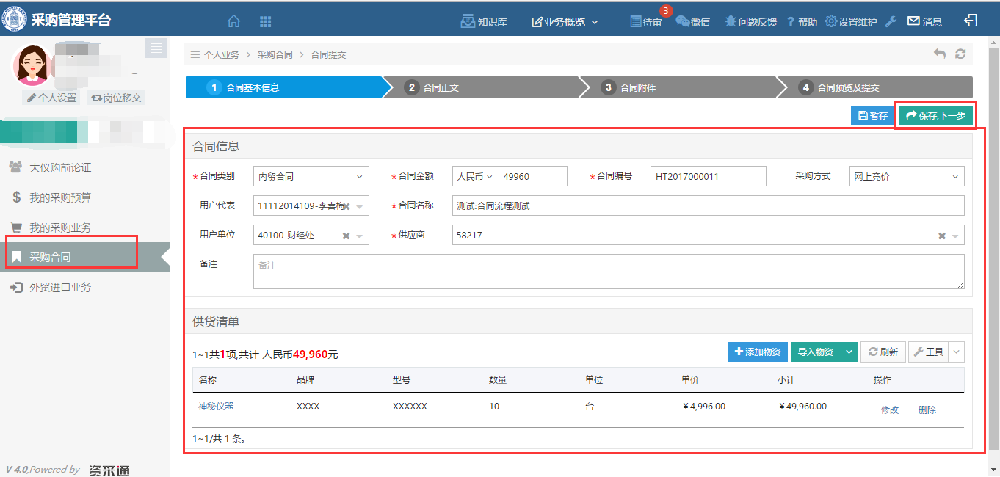 采购管理平台 知识库 业务概览 待审 3 微信 问题反馈 ? 帮助 设置维护 消息
个人设置 岗位移交
大仪购前论证
$ 我的采购预算
我的采购业务
采购合同
外贸进口业务
V 4.0,Powered by 资采通
个人业务 > 采购合同 > 合同提交
1 合同基本信息 2 合同正文 3 合同附件 4 合同预览及提交
暂存 保存,下一步
合同信息
*合同类别 内贸合同 *合同金额 人民币 49960 *合同编号 HT2017000011 采购方式 网上竞价
用户代表 11112014109-李喜梅 *合同名称 测试:合同流程测试
用户单位 40100-财经处 *供应商 58217
备注 备注
供货清单
1~1共1项,共计 人民币49,960元 添加物资 导入物资 刷新 工具
名称 品牌 型号 数量 单位 单价 小计 操作
神秘仪器 XXXX XXXXXX 10 台 ¥4,996.00 ¥49,960.00 修改 删除
1~1/共 1 条。